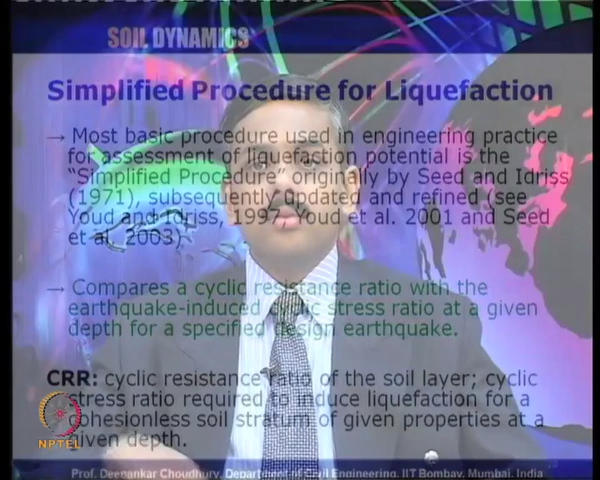 SOIL DYNAMICS
Simplified Procedure for Liquefaction
→ Most basic procedure used in engineering practice
for assessment of liquefaction potential is the
“Simplified Procedure” originally by Seed and Idriss
(1971), subsequently updated and refined (see
Youd and Idriss, 1997, Youd et al. 2001 and Seed
et al. 2003)
→ Compares a cyclic resistance ratio with the
earthquake-induced cyclic stress ratio at a given
depth for a specified design earthquake.
CRR: cyclic resistance ratio of the soil layer; cyclic
stress ratio required to induce liquefaction for a
cohesionless soil stratum of given properties at a
given depth.
NPTEL
Prof. Deepankar Choudhury, Department of Civil Engineering, IIT Bombay, Mumbai, India